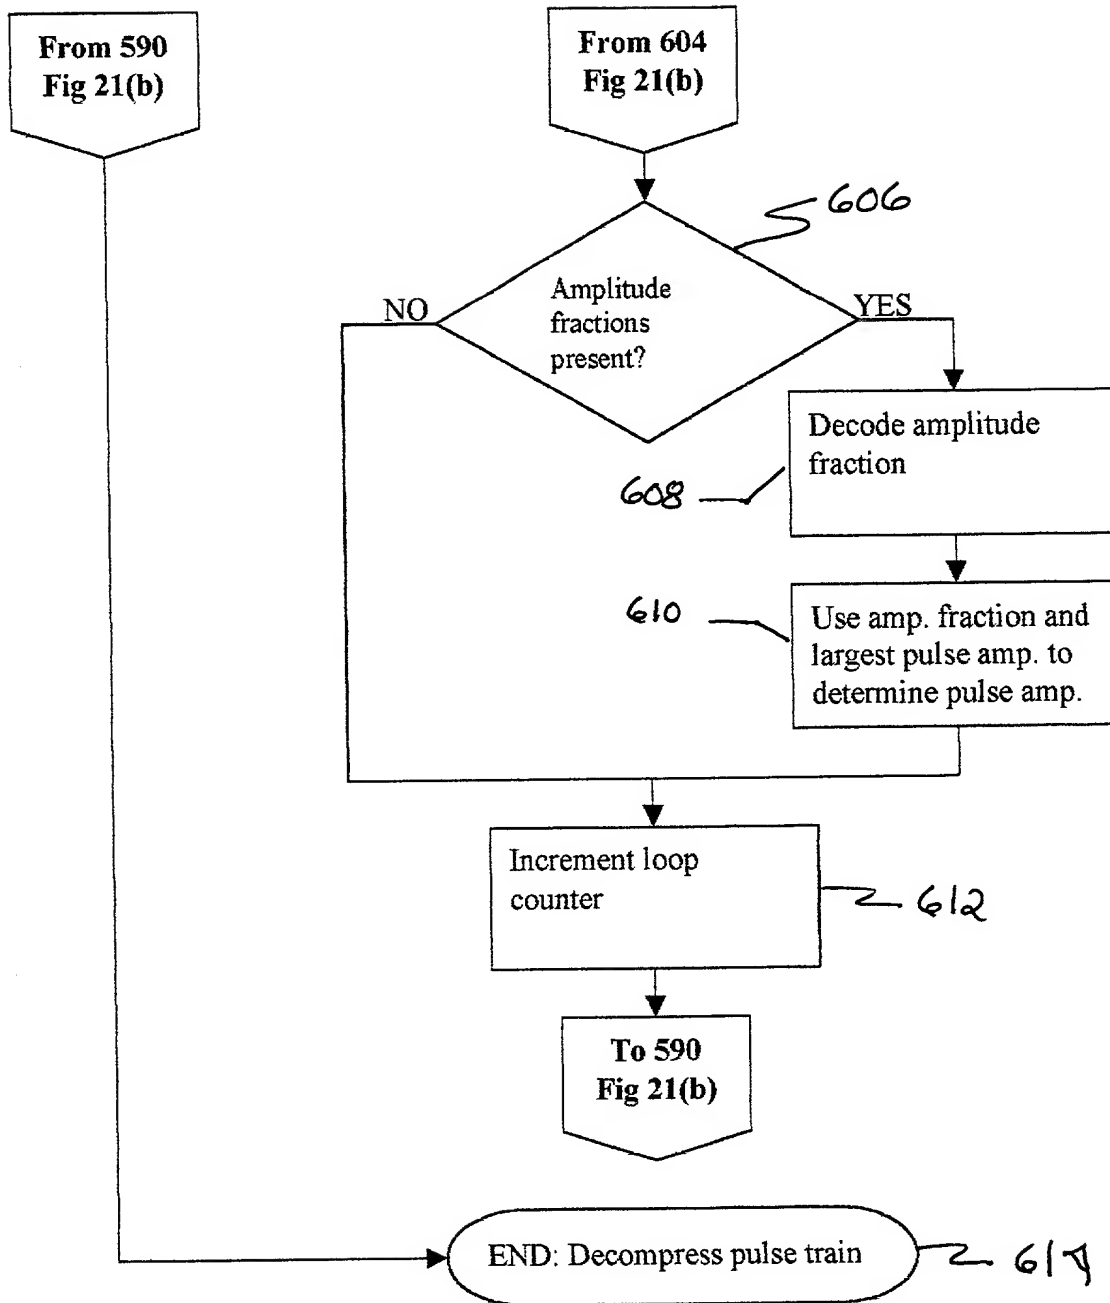 From 590
Fig 21(b)
From 604
Fig 21(b)
606
Amplitude
fractions
present?
NO
YES
Decode amplitude
fraction
608
Use amp. fraction and
largest pulse amp. to
determine pulse amp.
610
Increment loop
counter
612
To 590
Fig 21(b)
END: Decompress pulse train
614